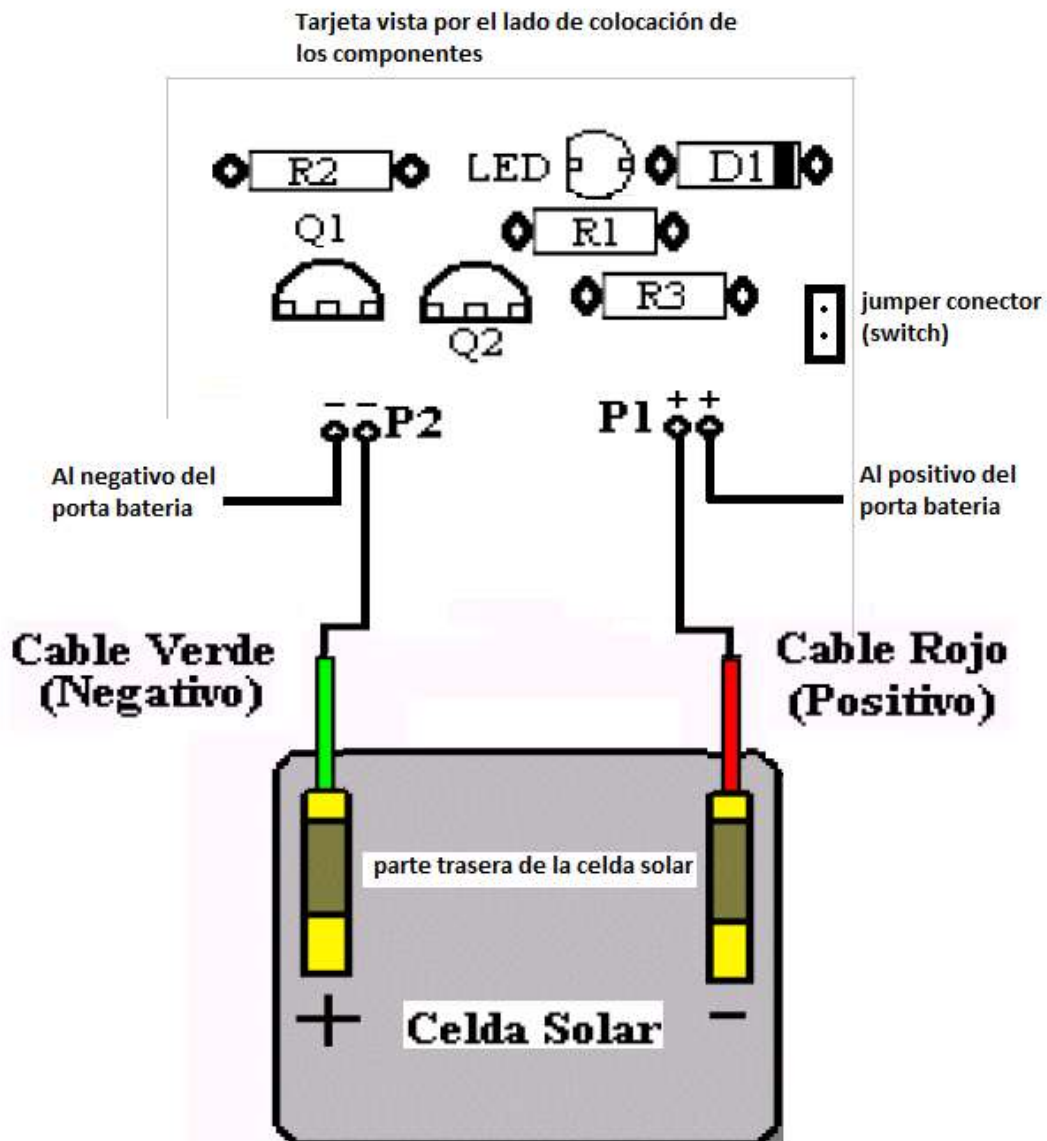 Tarjeta vista por el lado de colocación de
los componentes
R2
LED
D1
Q1
R1
R3
Q2
jumper conector
(switch)
− −
P2
P1
+ +
Al negativo del
porta bateria
Al positivo del
porta bateria
Cable Verde
(Negativo)
Cable Rojo
(Positivo)
parte trasera de la celda solar
+
Celda Solar
−